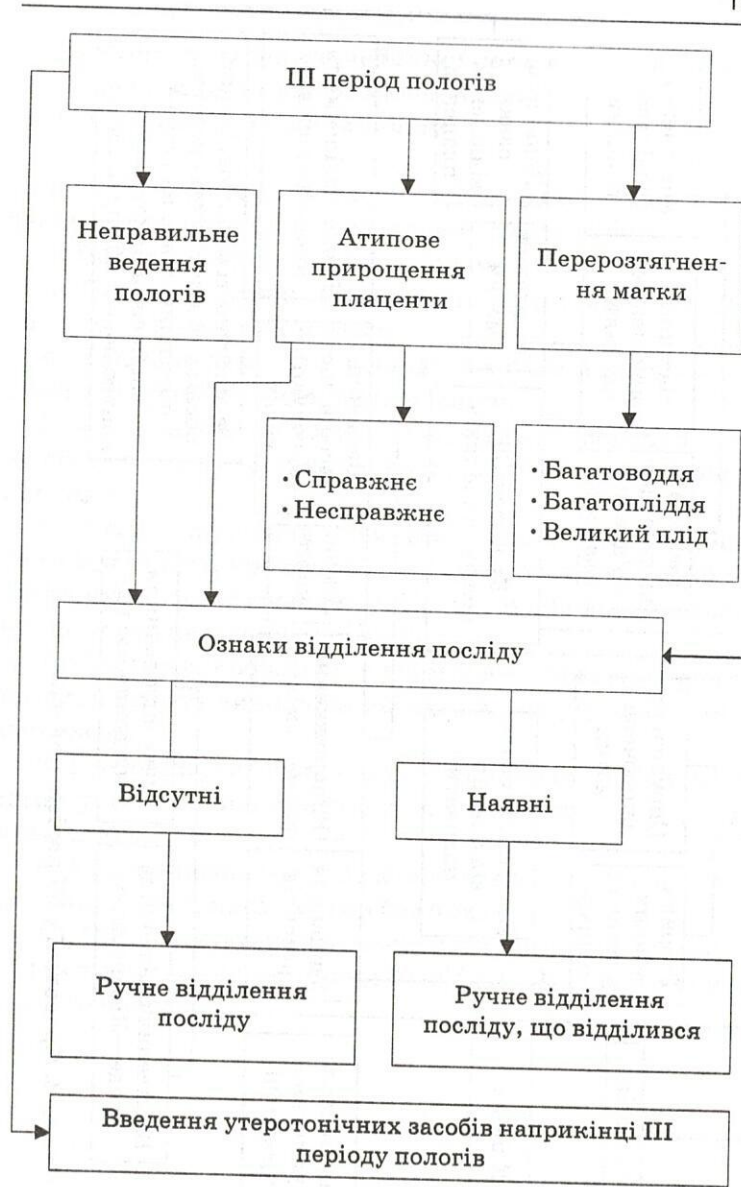 III період пологів
Неправильне
ведення
пологів
Атипове
прирощення
плаценти
Перерозтягнен-
ня матки
· Справжнє
· Несправжнє
· Багатоводдя
· Багатопліддя
· Великий плід
Ознаки відділення посліду
Відсутні
Наявні
Ручне відділення
посліду
Ручне відділення
посліду, що відділився
Введення утеротонічних засобів наприкінці III
періоду пологів